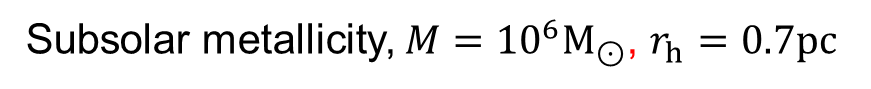 Subsolar metallicity, 𝑀 = 10⁶M⊙, 𝑟ₕ = 0.7pc